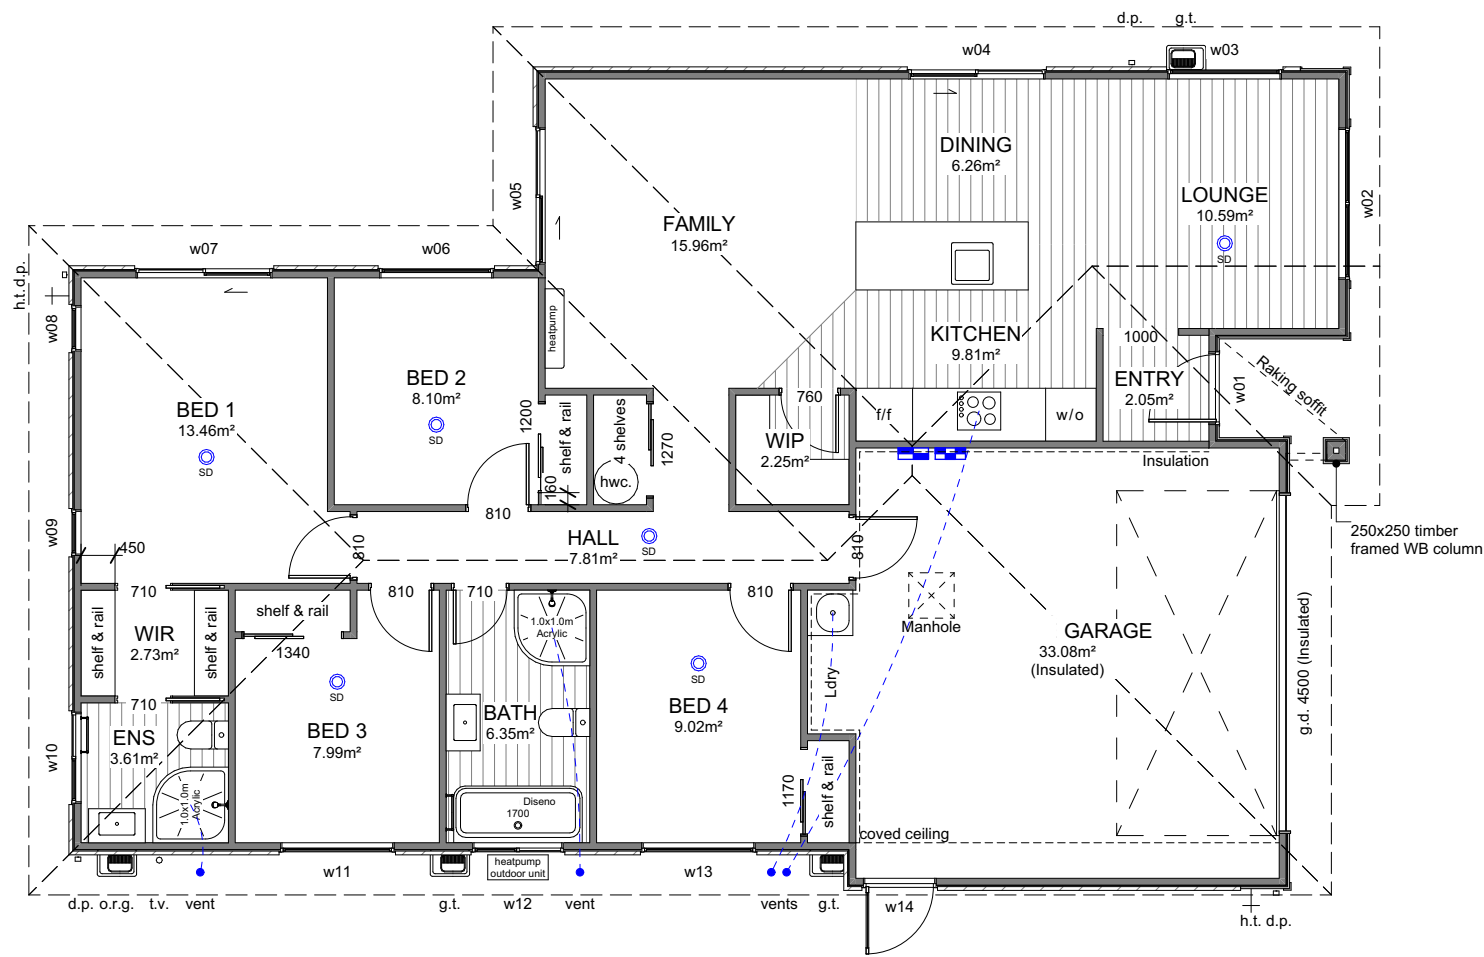 d.p. g.t.
w04
w03
DINING
6.26m²
LOUNGE
10.59m²
SD
w02
w05
FAMILY
15.96m²
w07
w06
h.t. d.p.
w08
heatpump
KITCHEN
9.81m²
1000
ENTRY
2.05m²
w01
Raking soffit
BED 1
13.46m²
SD
BED 2
8.10m²
SD
1200
shelf & rail
160
4 shelves
hwc.
1270
760
WIP
2.25m²
f/f
w/o
Insulation
250x250 timber
framed WB column
w09
450
810
HALL
7.81m²
SD
810
810
710
810
710
810
shelf & rail
WIR
2.73m²
shelf & rail
710
shelf & rail
1340
SD
BED 3
7.99m²
1.0x1.0m
Acrylic
BATH
6.35m²
SD
BED 4
9.02m²
Ldry
Manhole
GARAGE
33.08m²
(Insulated)
g.d. 4500 (Insulated)
w10
ENS
3.61m²
1.0x1.0m
Acrylic
Diseno
1700
1170
shelf & rail
coved ceiling
w11
heatpump
outdoor unit
w13
d.p. o.r.g. t.v. vent
g.t.
w12
vent
vents
g.t.
w14
h.t. d.p.